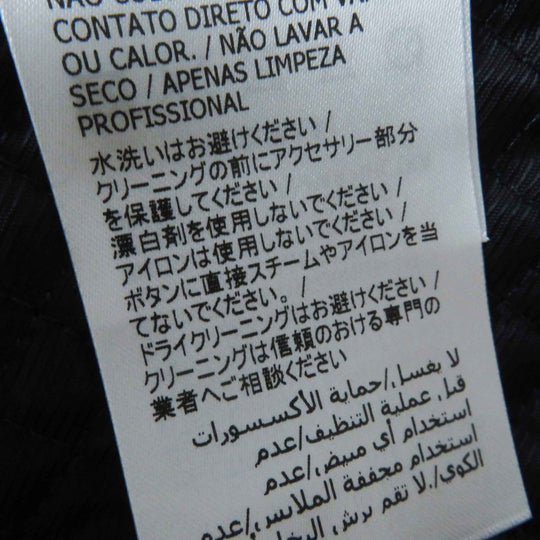 CONTATO DIRETO COM
OU CALOR. / NÃO LAVAR A
SECO / APENAS LIMPEZA
PROFISSIONAL
水洗いはお避けください /
クリーニングの前にアクセサリー部分
を保護してください /
漂白剤を使用しないでください /
アイロンは使用しないでください /
ボタンに直接スチームやアイロンを当
てないでください。 /
ドライクリーニングはお避けください /
クリーニングは信頼のおける専門の
業者へご相談ください
لا يغسل/حماية الأكسسورات
قبل عملية التنظيف/عدم
استخدام أي مبيض/عدم
استخدام مجففة الملابس/عدم
الكوي/.لا تقم برش